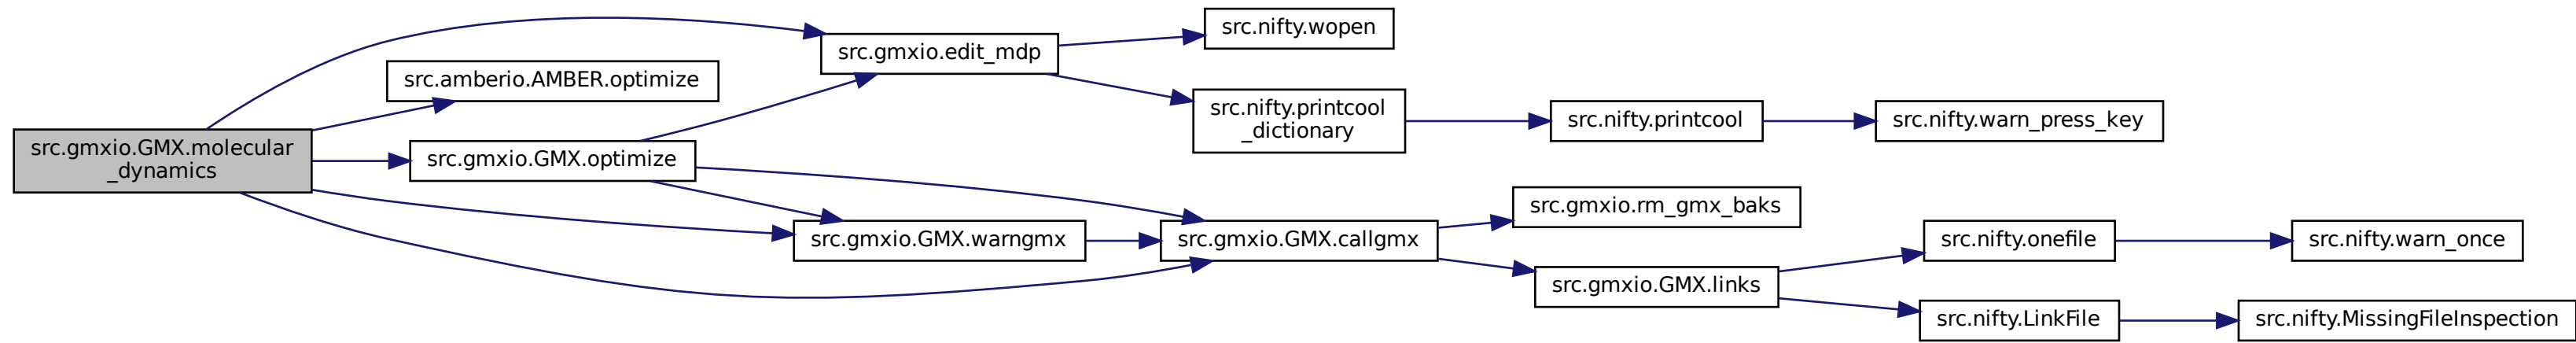 src.gmxio.GMX.molecular
_dynamics
src.amberio.AMBER.optimize
src.gmxio.GMX.optimize
src.gmxio.edit_mdp
src.gmxio.GMX.warngmx
src.nifty.wopen
src.nifty.printcool
_dictionary
src.gmxio.GMX.callgmx
src.nifty.printcool
src.nifty.warn_press_key
src.gmxio.rm_gmx_baks
src.gmxio.GMX.links
src.nifty.onefile
src.nifty.warn_once
src.nifty.LinkFile
src.nifty.MissingFileInspection